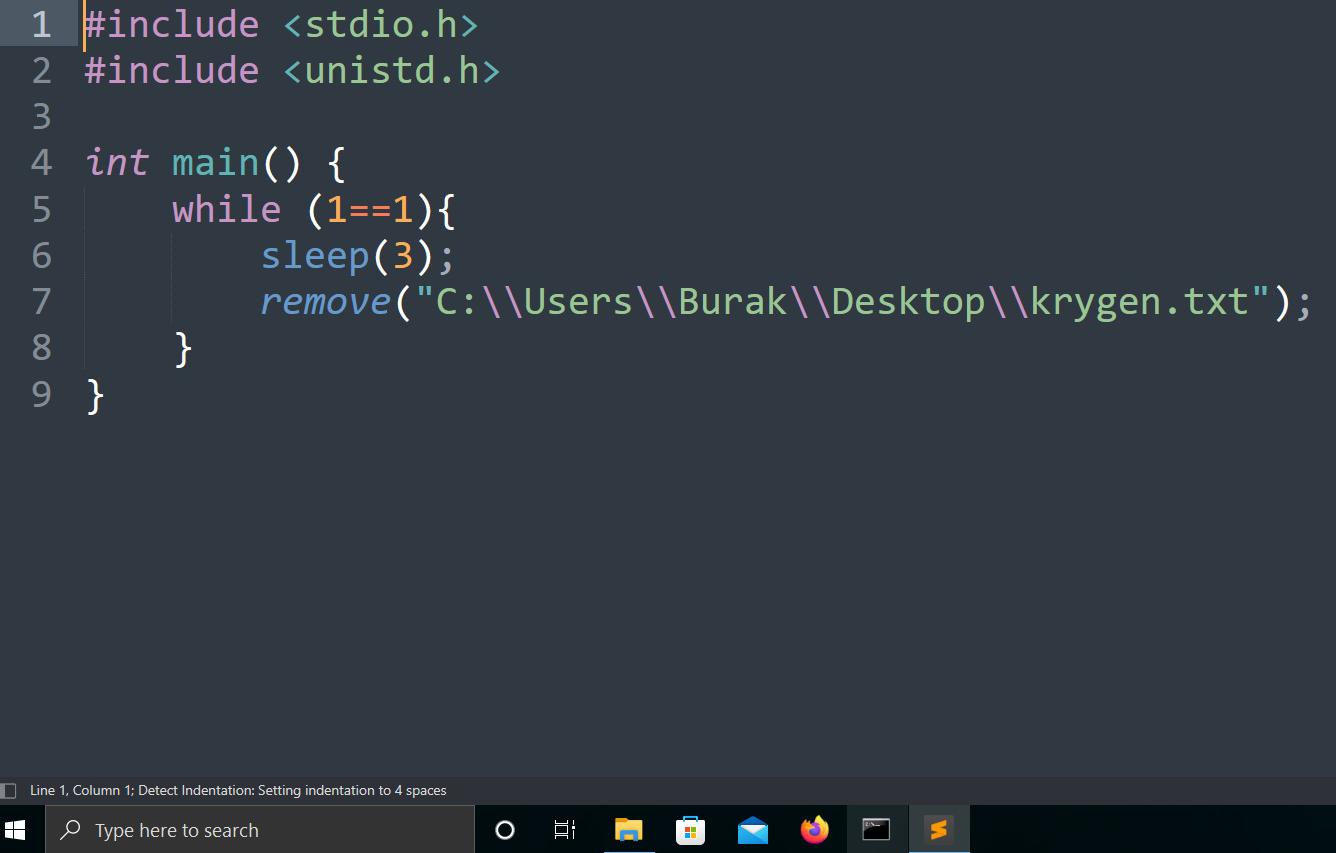 1 #include <stdio.h>
2 #include <unistd.h>
3
4 int main() {
5     while (1==1){
6         sleep(3);
7         remove("C:\\Users\\Burak\\Desktop\\krygen.txt");
8     }
9 }
Line 1, Column 1; Detect Indentation: Setting indentation to 4 spaces
Type here to search